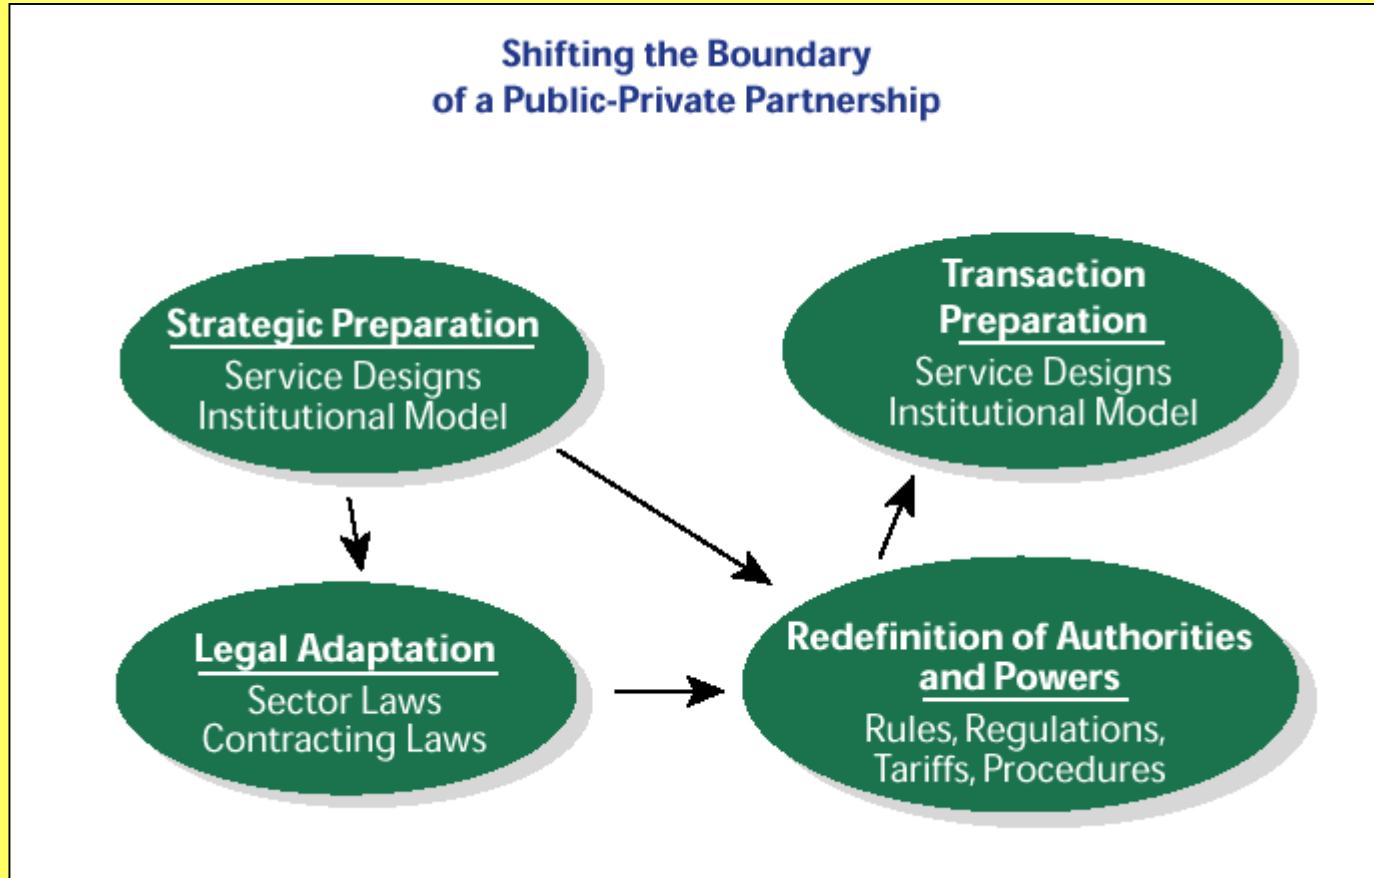 Shifting the Boundary
of a Public-Private Partnership
Strategic Preparation
Service Designs
Institutional Model
Transaction
Preparation
Service Designs
Institutional Model
Legal Adaptation
Sector Laws
Contracting Laws
Redefinition of Authorities
and Powers
Rules, Regulations,
Tariffs, Procedures